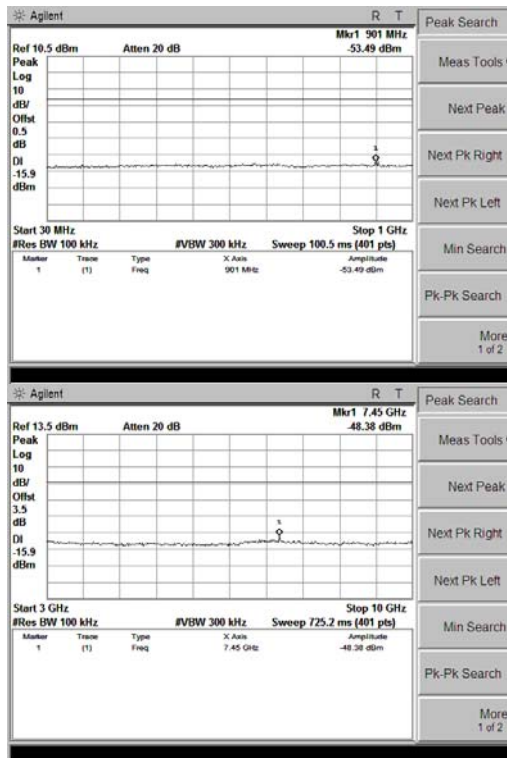 Agilent R T
Mkr1 901 MHz
Ref 10.5 dBm Atten 20 dB -53.49 dBm
Peak
Log
10
dB/
Offst
0.5
dB
DI
-15.9
dBm
1
Start 30 MHz Stop 1 GHz
#Res BW 100 kHz #VBW 300 kHz Sweep 100.5 ms (401 pts)
Marker Trace Type X Axis Amplitude
1 (1) Freq 901 MHz -53.49 dBm
Peak Search
Meas Tools
Next Peak
Next Pk Right
Next Pk Left
Min Search
Pk-Pk Search
More
1 of 2
Agilent R T
Mkr1 7.45 GHz
Ref 13.5 dBm Atten 20 dB -48.38 dBm
Peak
Log
10
dB/
Offst
3.5
dB
DI
-15.9
dBm
1
Start 3 GHz Stop 10 GHz
#Res BW 100 kHz #VBW 300 kHz Sweep 725.2 ms (401 pts)
Marker Trace Type X Axis Amplitude
1 (1) Freq 7.45 GHz -48.38 dBm
Peak Search
Meas Tools
Next Peak
Next Pk Right
Next Pk Left
Min Search
Pk-Pk Search
More
1 of 2